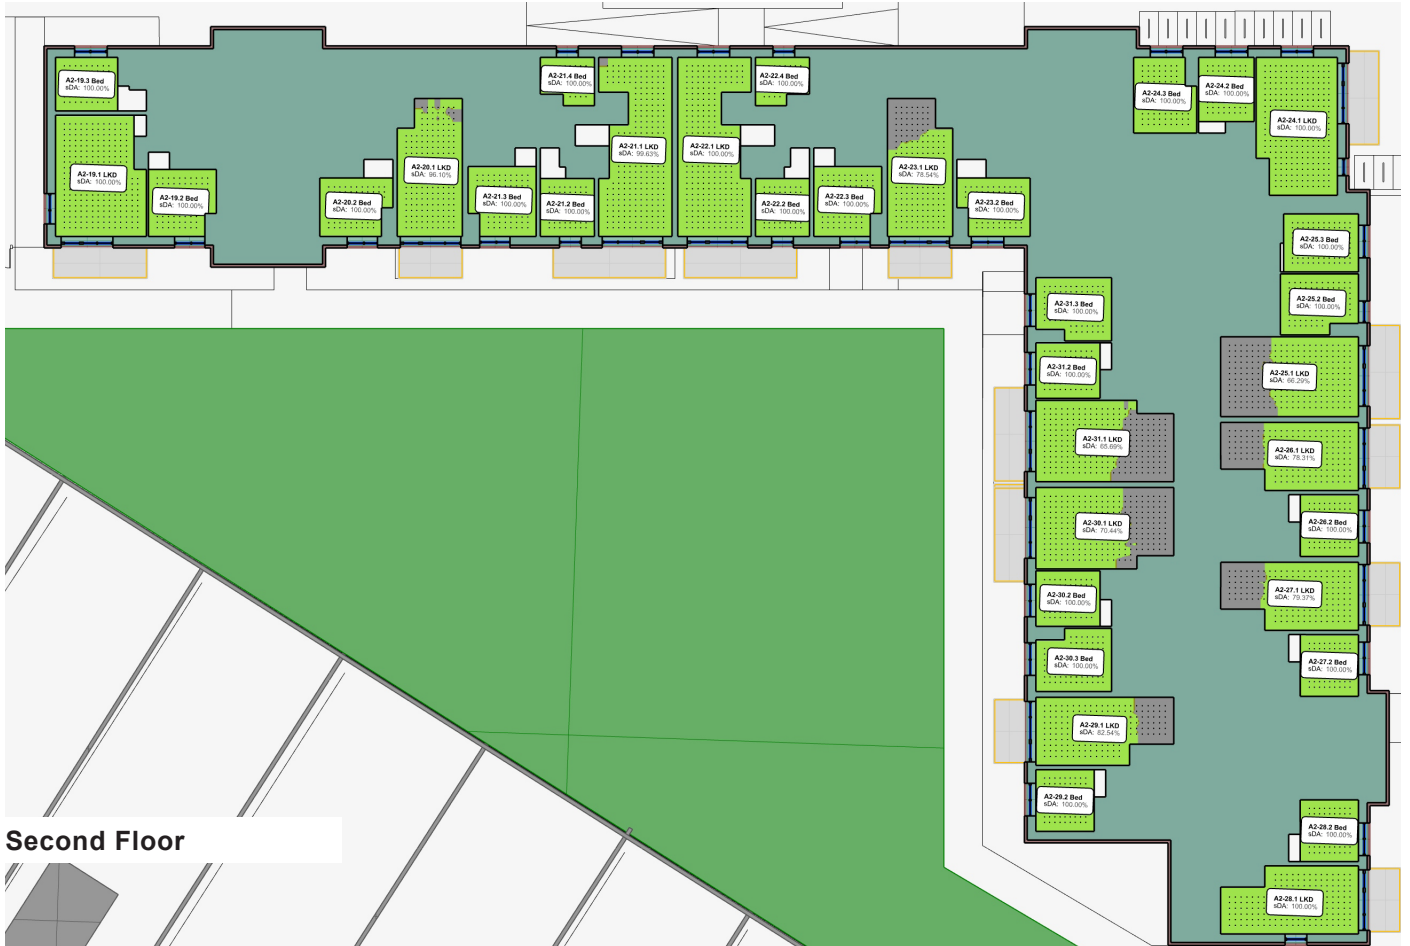 A2-19.3 Bed
sDA: 100.00%
A2-19.1 LKD
sDA: 100.00%
A2-19.2 Bed
sDA: 100.00%
A2-20.2 Bed
sDA: 100.00%
A2-20.1 LKD
sDA: 96.10%
A2-21.3 Bed
sDA: 100.00%
A2-21.4 Bed
sDA: 100.00%
A2-21.2 Bed
sDA: 100.00%
A2-21.1 LKD
sDA: 99.63%
A2-22.1 LKD
sDA: 100.00%
A2-22.4 Bed
sDA: 100.00%
A2-22.2 Bed
sDA: 100.00%
A2-22.3 Bed
sDA: 100.00%
A2-23.1 LKD
sDA: 78.54%
A2-23.2 Bed
sDA: 100.00%
A2-24.3 Bed
sDA: 100.00%
A2-24.2 Bed
sDA: 100.00%
A2-24.1 LKD
sDA: 100.00%
A2-25.3 Bed
sDA: 100.00%
A2-25.2 Bed
sDA: 100.00%
A2-25.1 LKD
sDA: 66.29%
A2-26.1 LKD
sDA: 78.31%
A2-26.2 Bed
sDA: 100.00%
A2-27.1 LKD
sDA: 79.37%
A2-27.2 Bed
sDA: 100.00%
A2-28.2 Bed
sDA: 100.00%
A2-28.1 LKD
sDA: 100.00%
A2-31.3 Bed
sDA: 100.00%
A2-31.2 Bed
sDA: 100.00%
A2-31.1 LKD
sDA: 65.69%
A2-30.1 LKD
sDA: 70.44%
A2-30.2 Bed
sDA: 100.00%
A2-30.3 Bed
sDA: 100.00%
A2-29.1 LKD
sDA: 82.54%
A2-29.2 Bed
sDA: 100.00%
Second Floor